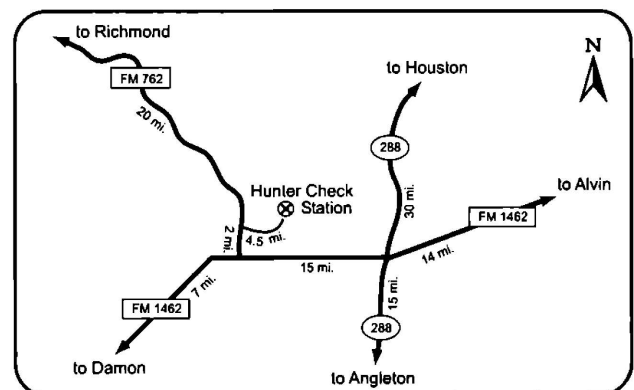 to Richmond
N
FM 762
to Houston
20 mi.
288
to Alvin
Hunter Check
Station
30 mi.
FM 1462
2 mi.
4.5 mi.
14 mi.
15 mi.
7 mi.
15 mi.
FM 1462
288
to Damon
to Angleton